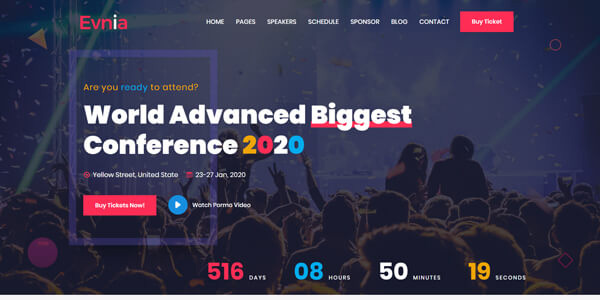 Evnia
HOME PAGES SPEAKERS SCHEDULE SPONSOR BLOG CONTACT Buy Ticket
Are you ready to attend?
World Advanced Biggest
Conference 2020
Yellow Street, United State 23-27 Jan, 2020
Buy Tickets Now! Watch Pormo Video
516 DAYS 08 HOURS 50 MINUTES 19 SECONDS